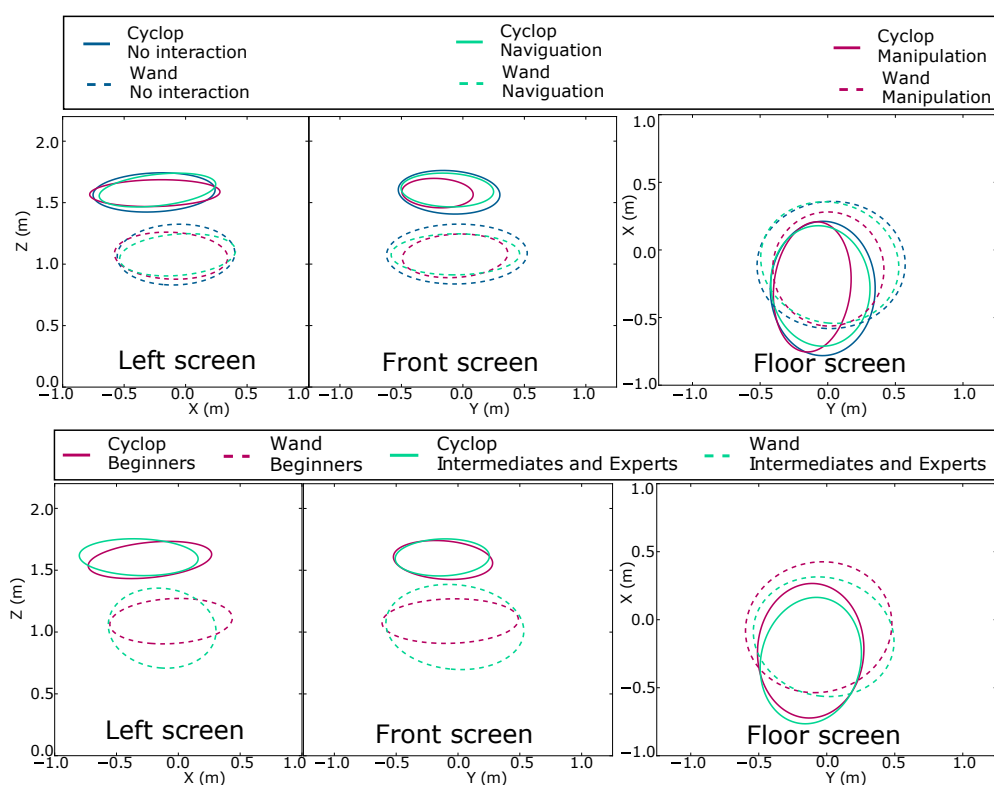 Cyclop
No interaction
Wand
No interaction
Cyclop
Naviguation
Wand
Naviguation
Cyclop
Manipulation
Wand
Manipulation
Z (m)
2.0
1.5
1.0
0.5
0.0
−1.0 −0.5 0.0 0.5 1.0
X (m)
Left screen
−1.0 −0.5 0.0 0.5 1.0
Y (m)
Front screen
X (m)
1.0
0.5
0.0
−0.5
−1.0
−1.0 −0.5 0.0 0.5 1.0
Y (m)
Floor screen
Cyclop
Beginners
Wand
Beginners
Cyclop
Intermediates and Experts
Wand
Intermediates and Experts
Z (m)
2.0
1.5
1.0
0.5
0.0
−1.0 −0.5 0.0 0.5 1.0
X (m)
Left screen
−1.0 −0.5 0.0 0.5 1.0
Y (m)
Front screen
X (m)
1.0
0.5
0.0
−0.5
−1.0
−1.0 −0.5 0.0 0.5 1.0
Y (m)
Floor screen